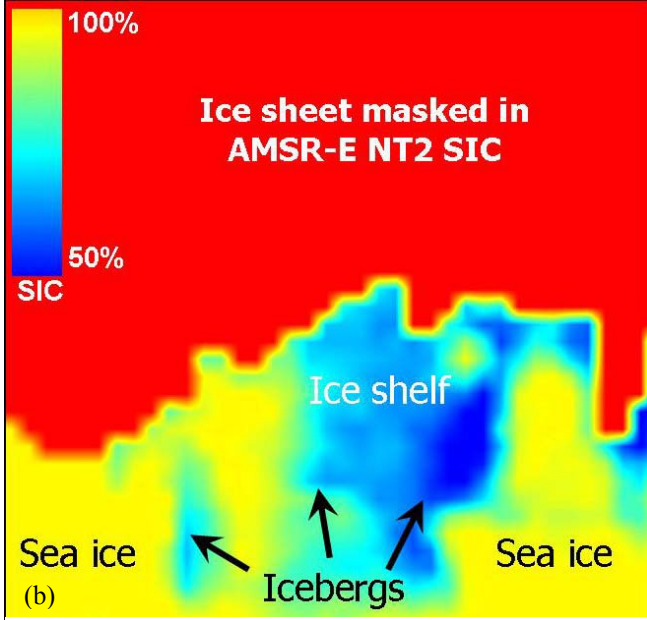 100%
Ice sheet masked in
AMSR-E NT2 SIC
50%
SIC
Ice shelf
Sea ice
Sea ice
Icebergs
(b)